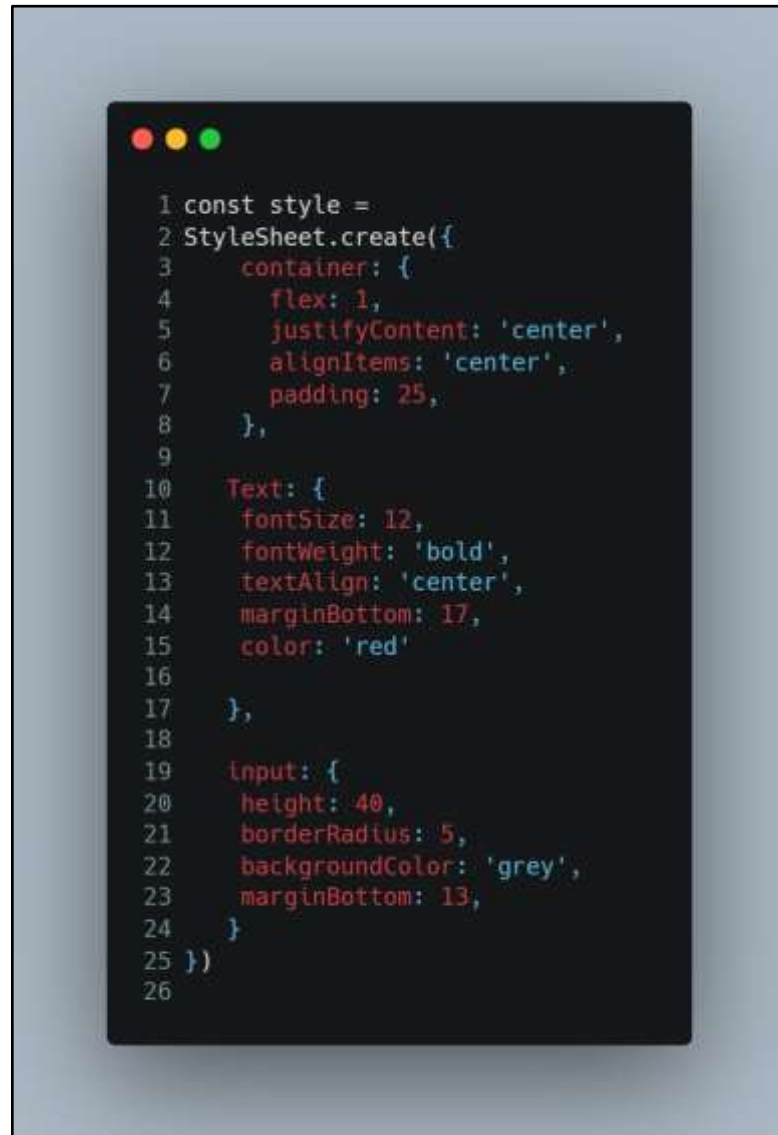 1 const style =
2 StyleSheet.create({
3     container: {
4       flex: 1,
5       justifyContent: 'center',
6       alignItems: 'center',
7       padding: 25,
8     },
9
10    Text: {
11     fontSize: 12,
12     fontWeight: 'bold',
13     textAlign: 'center',
14     marginBottom: 17,
15     color: 'red'
16
17    },
18
19    input: {
20     height: 40,
21     borderRadius: 5,
22     backgroundColor: 'grey',
23     marginBottom: 13,
24    }
25 })
26